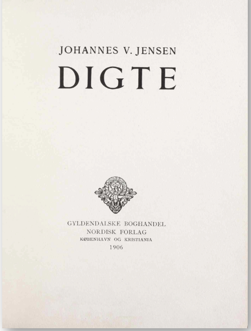 JOHANNES V. JENSEN
DIGTE
GYLDENDALSKE BOGHANDEL
NORDISK FORLAG
KØBENHAVN OG KRISTIANIA
1906